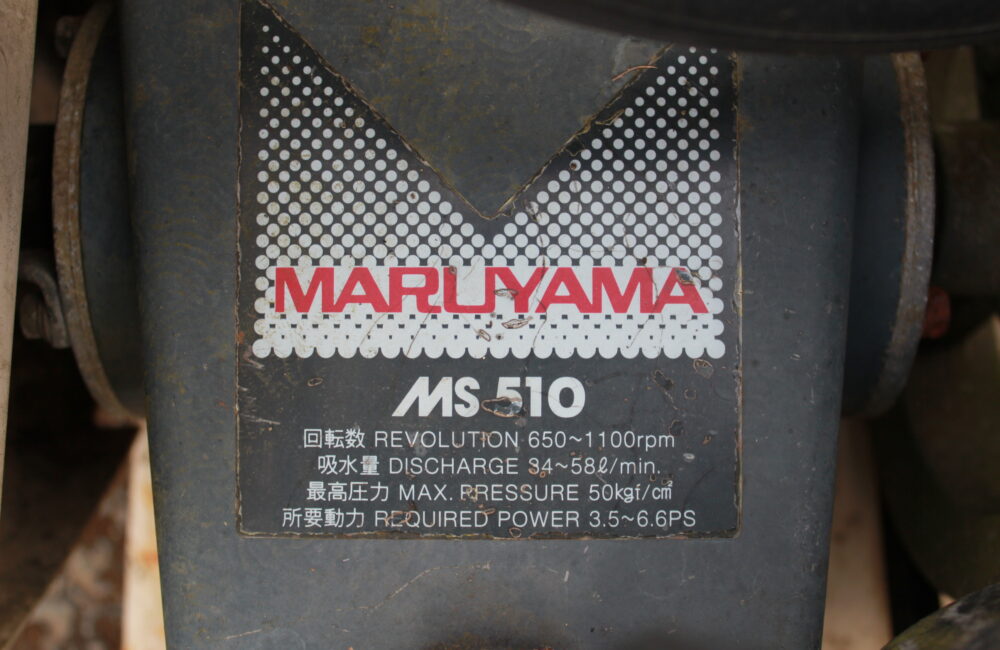 MARUYAMA
MS 510
回転数 REVOLUTION 650~1100rpm
吸水量 DISCHARGE 34~58ℓ/min.
最高圧力 MAX. PRESSURE 50kgf/c㎡
所要動力 REQUIRED POWER 3.5~6.6PS